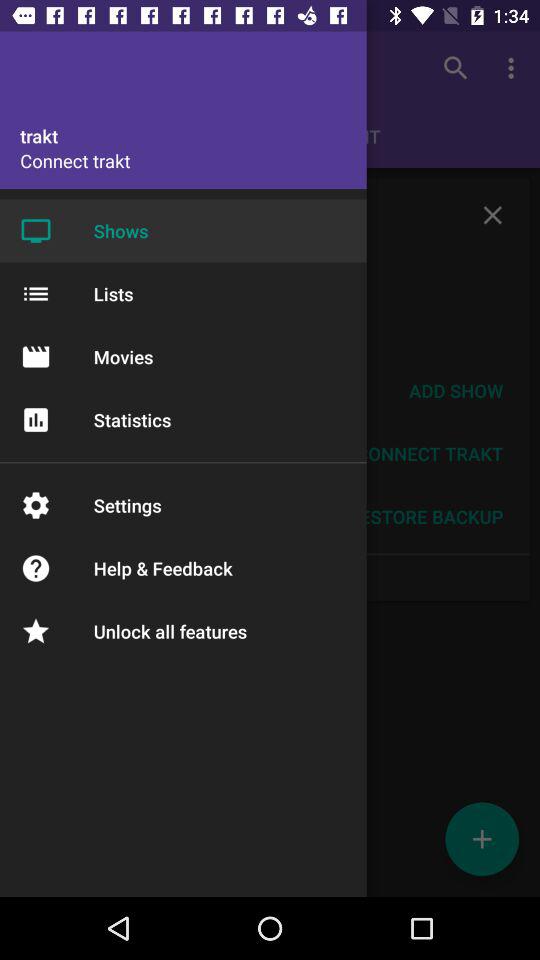 1:34
trakt
Connect trakt
Shows
Lists
Movies
ADD SHOW
Statistics
ONNECT TRAKT
Settings
ESTORE BACKUP
Help & Feedback
Unlock all features